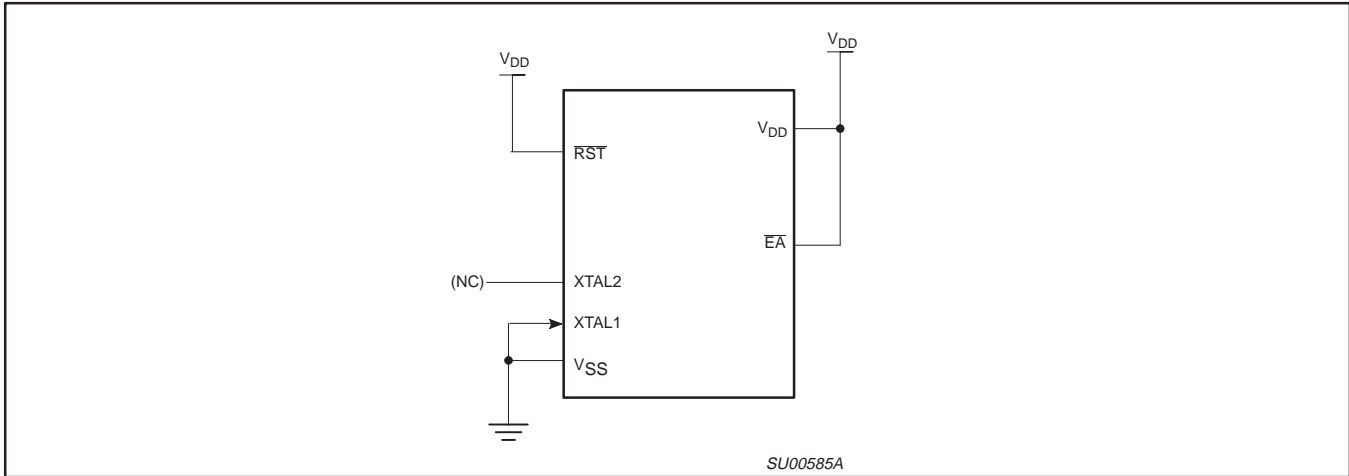 VDD
VDD
VDD
RST
EA
(NC)
XTAL2
XTAL1
VSS
SU00585A